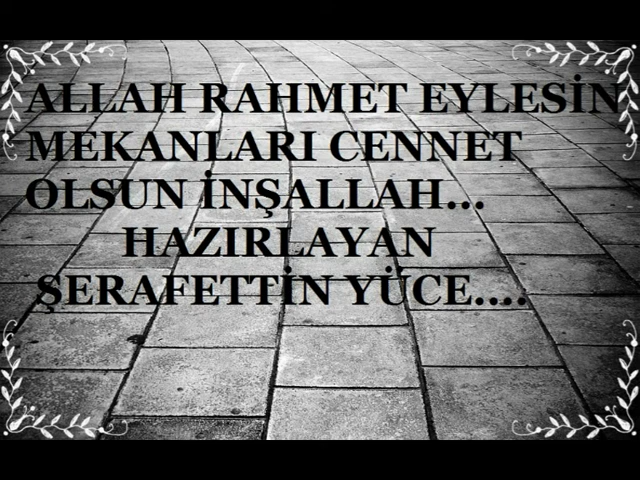 ALLAH RAHMET EYLESİN
MEKANLARI CENNET
OLSUN İNŞALLAH...
HAZIRLAYAN
ŞERAFETTİN YÜCE....